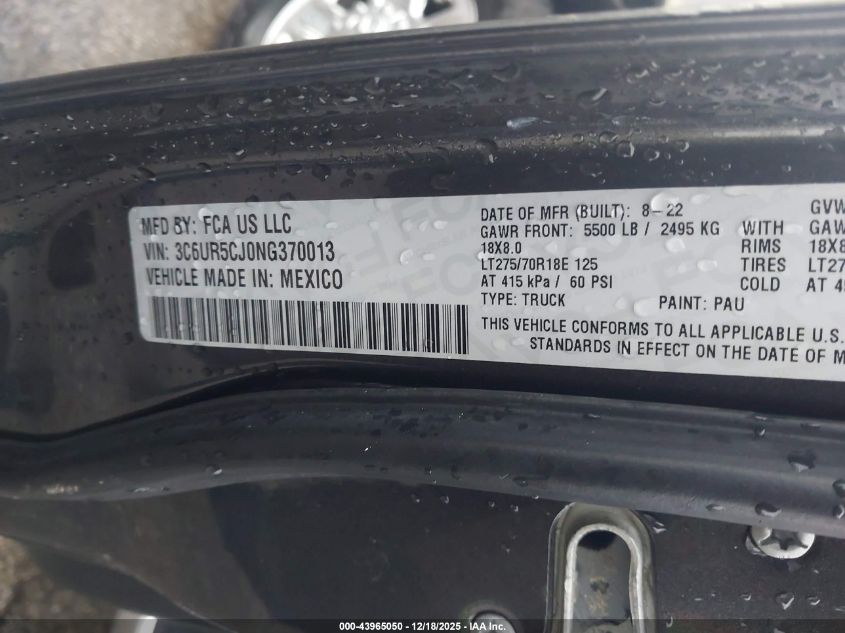 MFD BY: FCA US LLC
VIN: 3C6UR5CJ0NG370013
VEHICLE MADE IN: MEXICO
DATE OF MFR (BUILT): 8-22 GVW
GAWR FRONT: 5500 LB / 2495 KG WITH GAW
18X8.0 RIMS 18X8
LT275/70R18E 125 TIRES LT27
AT 415 kPa / 60 PSI COLD AT 45
TYPE: TRUCK PAINT: PAU
THIS VEHICLE CONFORMS TO ALL APPLICABLE U.S.
STANDARDS IN EFFECT ON THE DATE OF M
000-43965050 - 12/18/2025 - IAA Inc.